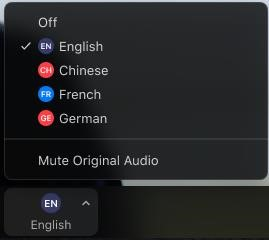 Off
EN English
CH Chinese
FR French
GE German
Mute Original Audio
EN
English